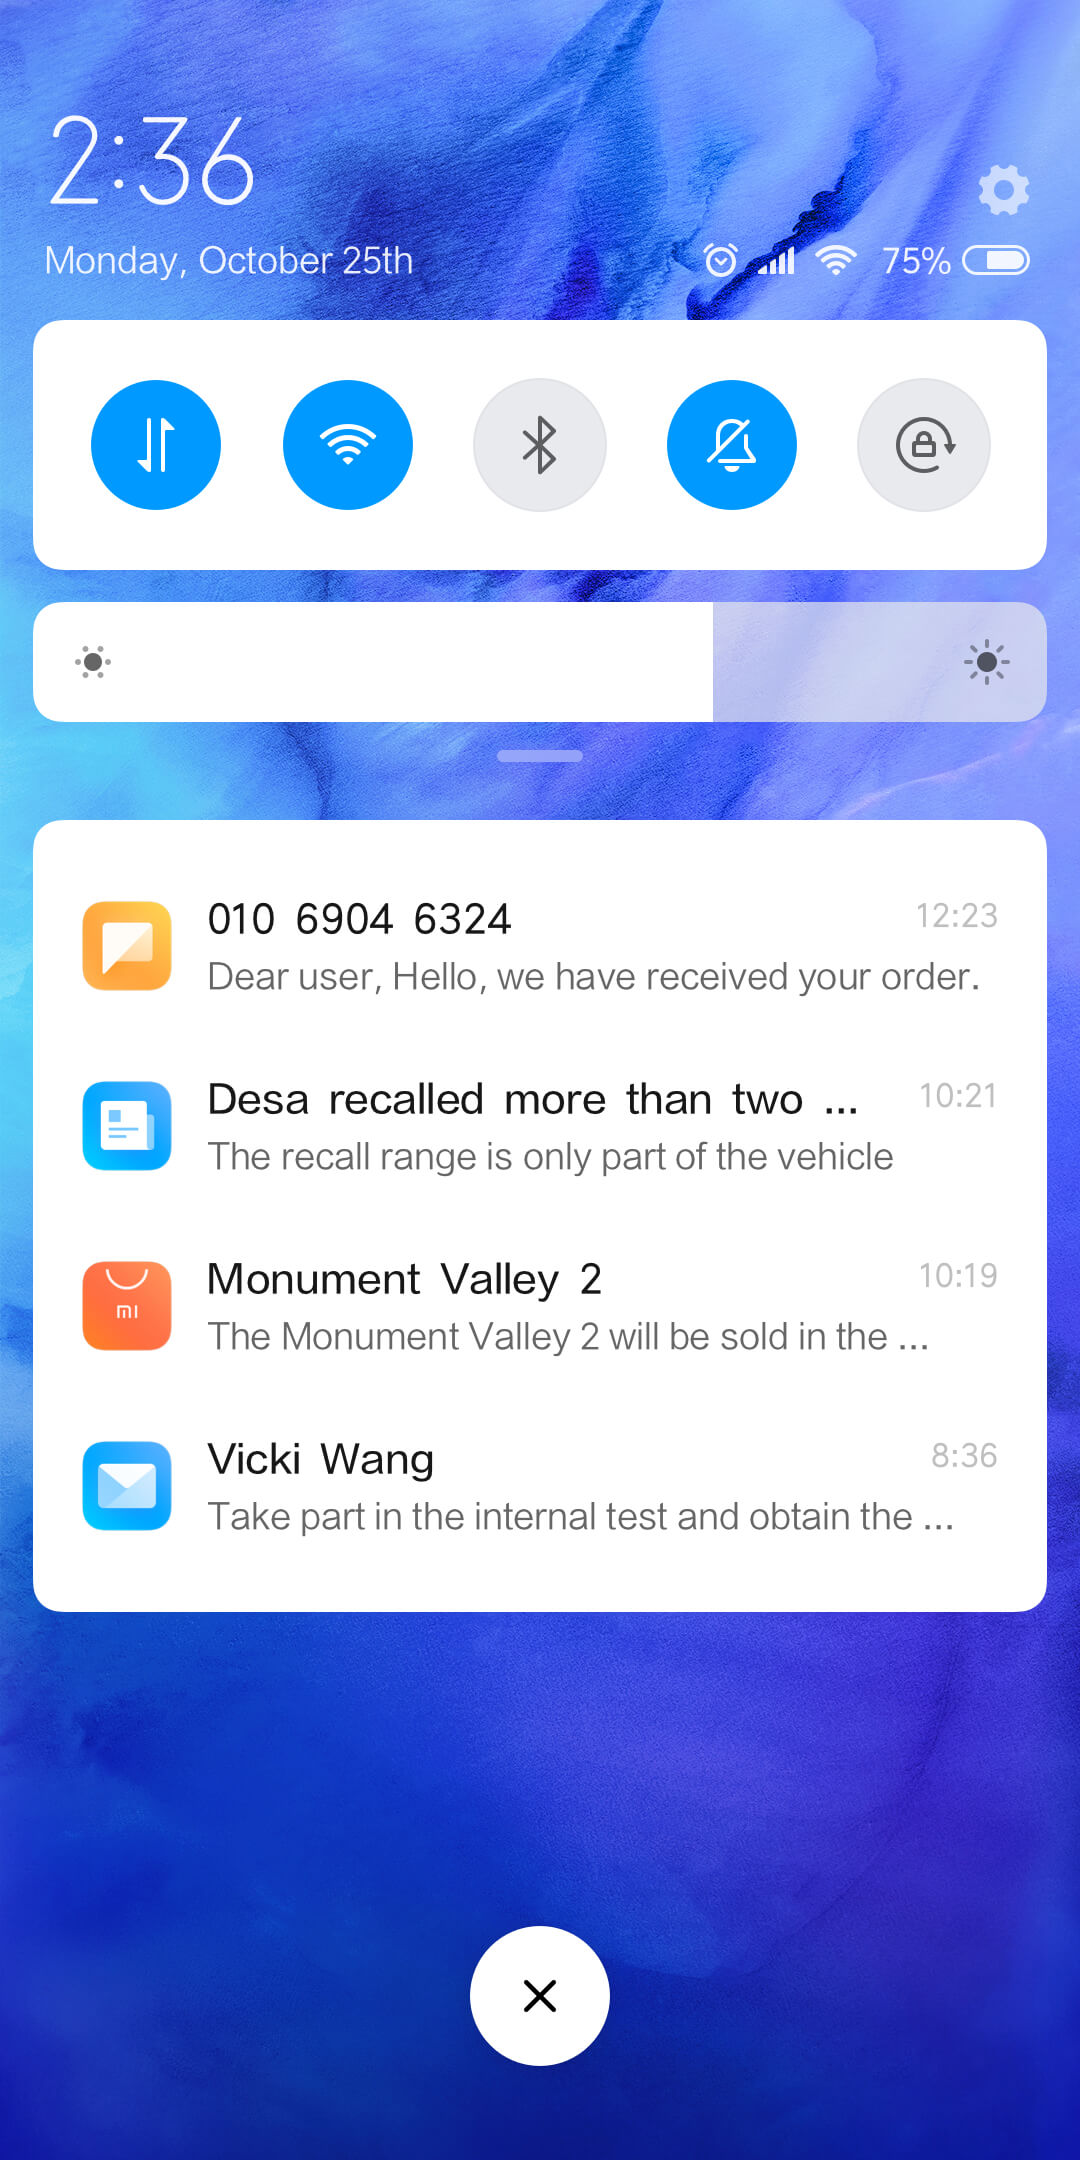 2:36
Monday, October 25th
75%
010 6904 6324
12:23
Dear user, Hello, we have received your order.
Desa recalled more than two ...
10:21
The recall range is only part of the vehicle
Monument Valley 2
10:19
The Monument Valley 2 will be sold in the ...
MI
Vicki Wang
8:36
Take part in the internal test and obtain the ...